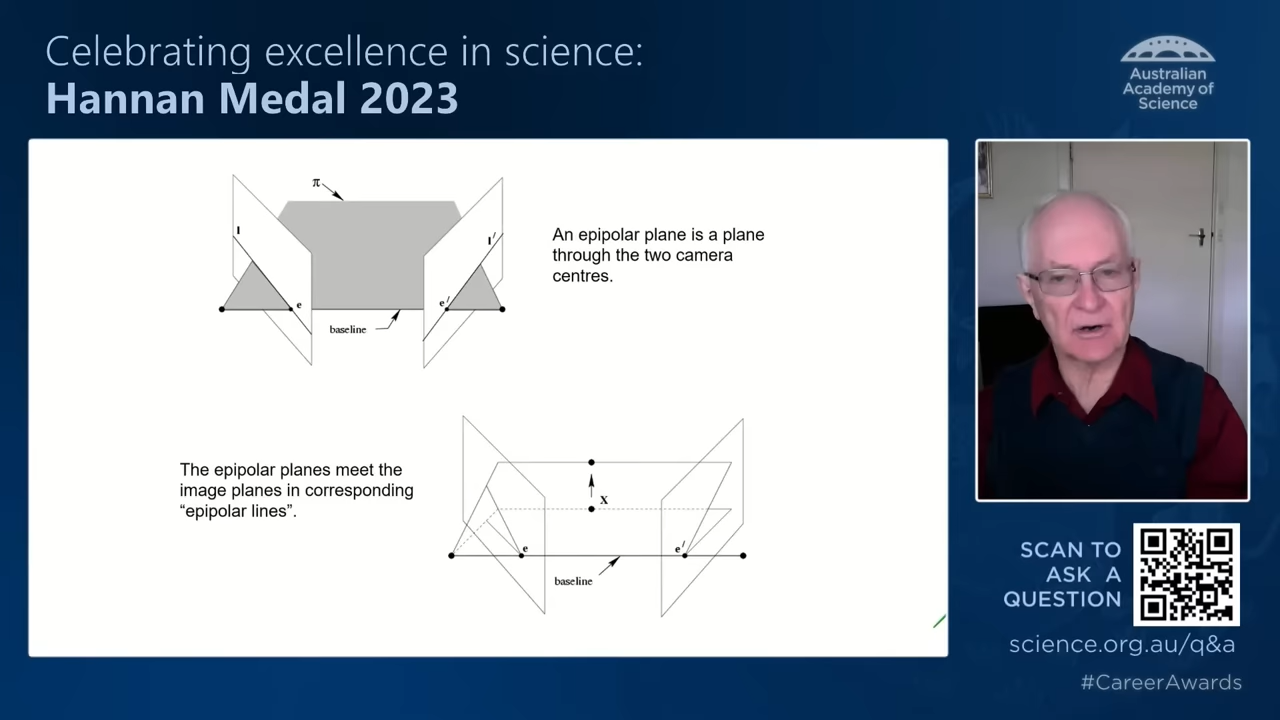 Celebrating excellence in science:
Hannan Medal 2023
Australian
Academy of
Science
π
l
l′
e
e′
baseline
An epipolar plane is a plane
through the two camera
centres.
The epipolar planes meet the
image planes in corresponding
“epipolar lines”.
X
e
e′
baseline
SCAN TO
ASK A
QUESTION
science.org.au/q&a
#CareerAwards